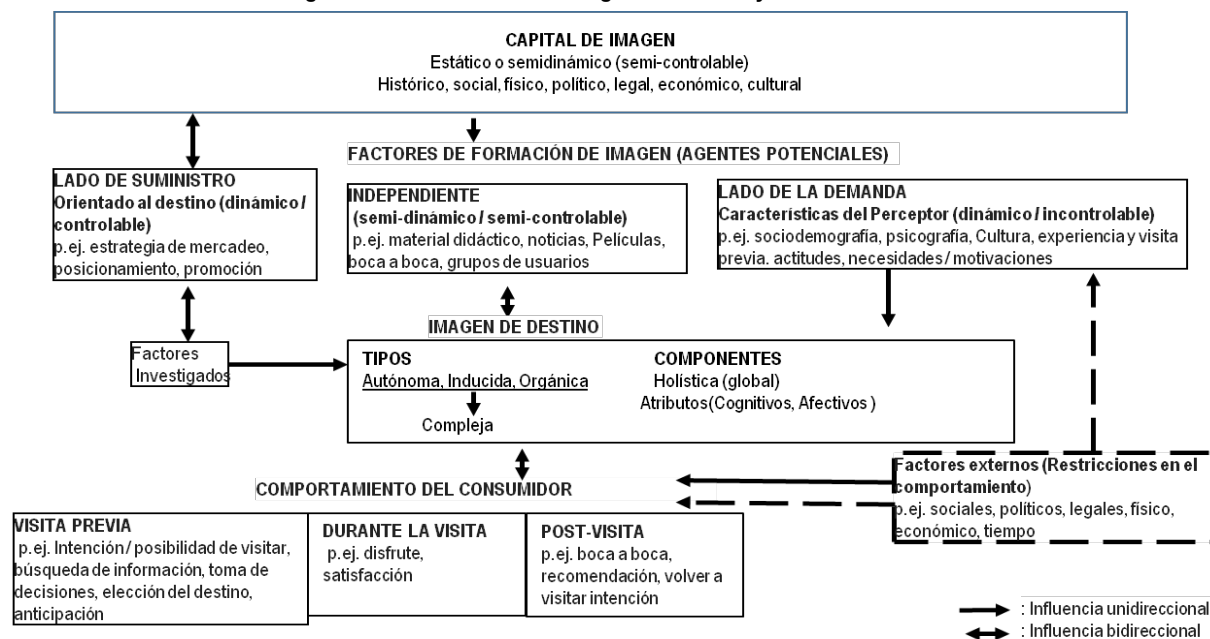 CAPITAL DE IMAGEN
Estático o semidinámico (semi-controlable)
Histórico, social, físico, político, legal, económico, cultural
FACTORES DE FORMACIÓN DE IMAGEN (AGENTES POTENCIALES)
LADO DE SUMINISTRO
Orientado al destino (dinámico /
controlable)
p.ej. estrategia de mercadeo,
posicionamiento, promoción
INDEPENDIENTE
(semi-dinámico / semi-controlable)
p.ej. material didáctico, noticias, Películas,
boca a boca, grupos de usuarios
LADO DE LA DEMANDA
Características del Perceptor (dinámico / incontrolable)
p.ej. sociodemografía, psicografía, Cultura, experiencia y visita
previa. actitudes, necesidades / motivaciones
IMAGEN DE DESTINO
Factores
Investigados
TIPOS
Autónoma, Inducida, Orgánica
Compleja
COMPONENTES
Holística (global)
Atributos(Cognitivos, Afectivos )
Factores externos (Restricciones en el
comportamiento)
p.ej. sociales, políticos, legales, físico,
económico, tiempo
COMPORTAMIENTO DEL CONSUMIDOR
VISITA PREVIA
p.ej. Intención / posibilidad de visitar,
búsqueda de información, toma de
decisiones, elección del destino,
anticipación
DURANTE LA VISITA
p.ej. disfrute,
satisfacción
POST-VISITA
p.ej. boca a boca,
recomendación, volver a
visitar intención
: Influencia unidireccional
: Influencia bidireccional